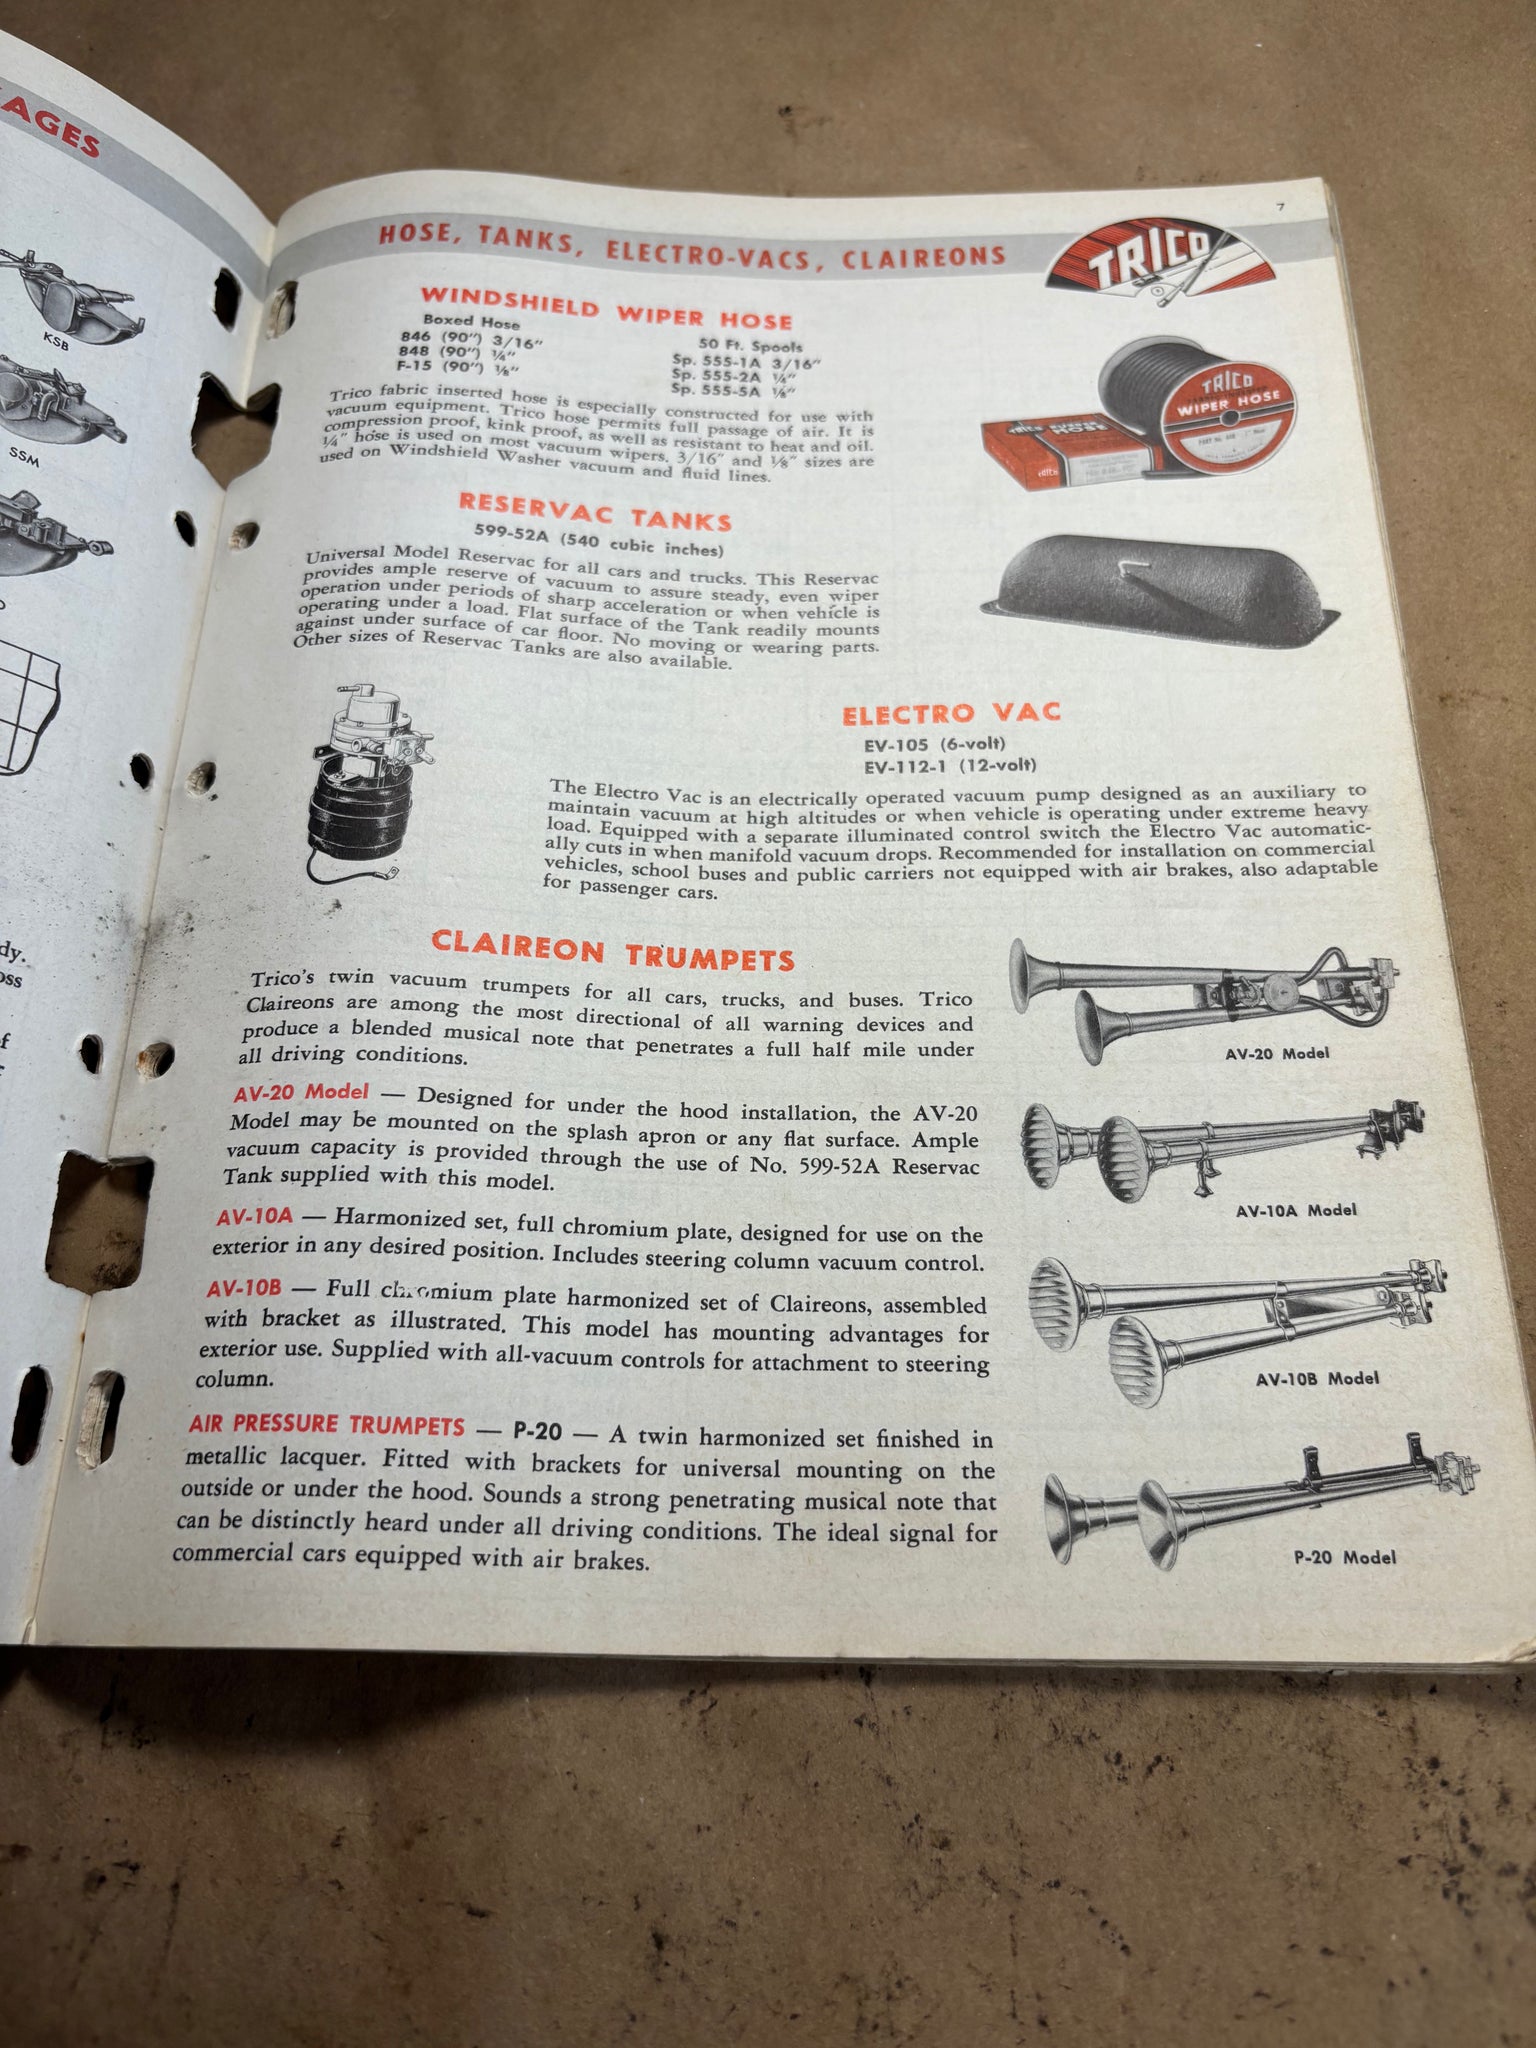 AGES
KSB
SSM
dy.
oss
7
HOSE, TANKS, ELECTRO-VACS, CLAIREONS
TRICO
WINDSHIELD WIPER HOSE
Boxed Hose
846 (90") 3/16"
848 (90") ¼"
F-15 (90") ⅛"
50 Ft. Spools
Sp. 555-1A 3/16"
Sp. 555-2A ¼"
Sp. 555-5A ⅛"
Trico fabric inserted hose is especially constructed for use with
vacuum equipment. Trico hose permits full passage of air. It is
compression proof, kink proof, as well as resistant to heat and oil.
¼" hose is used on most vacuum wipers. 3/16" and ⅛" sizes are
used on Windshield Washer vacuum and fluid lines.
TRICO
WIPER HOSE
TRICO
RESERVAC TANKS
599-52A (540 cubic inches)
Universal Model Reservac for all cars and trucks. This Reservac
provides ample reserve of vacuum to assure steady, even wiper
operation under periods of sharp acceleration or when vehicle is
operating under a load. Flat surface of the Tank readily mounts
against under surface of car floor. No moving or wearing parts.
Other sizes of Reservac Tanks are also available.
ELECTRO VAC
EV-105 (6-volt)
EV-112-1 (12-volt)
The Electro Vac is an electrically operated vacuum pump designed as an auxiliary to
maintain vacuum at high altitudes or when vehicle is operating under extreme heavy
load. Equipped with a separate illuminated control switch the Electro Vac automatic-
ally cuts in when manifold vacuum drops. Recommended for installation on commercial
vehicles, school buses and public carriers not equipped with air brakes, also adaptable
for passenger cars.
CLAIREON TRUMPETS
Trico's twin vacuum trumpets for all cars, trucks, and buses. Trico
Claireons are among the most directional of all warning devices and
produce a blended musical note that penetrates a full half mile under
all driving conditions.
AV-20 Model
AV-20 Model — Designed for under the hood installation, the AV-20
Model may be mounted on the splash apron or any flat surface. Ample
vacuum capacity is provided through the use of No. 599-52A Reservac
Tank supplied with this model.
AV-10A Model
AV-10A — Harmonized set, full chromium plate, designed for use on the
exterior in any desired position. Includes steering column vacuum control.
AV-10B — Full chromium plate harmonized set of Claireons, assembled
with bracket as illustrated. This model has mounting advantages for
exterior use. Supplied with all-vacuum controls for attachment to steering
column.
AV-10B Model
AIR PRESSURE TRUMPETS — P-20 — A twin harmonized set finished in
metallic lacquer. Fitted with brackets for universal mounting on the
outside or under the hood. Sounds a strong penetrating musical note that
can be distinctly heard under all driving conditions. The ideal signal for
commercial cars equipped with air brakes.
P-20 Model